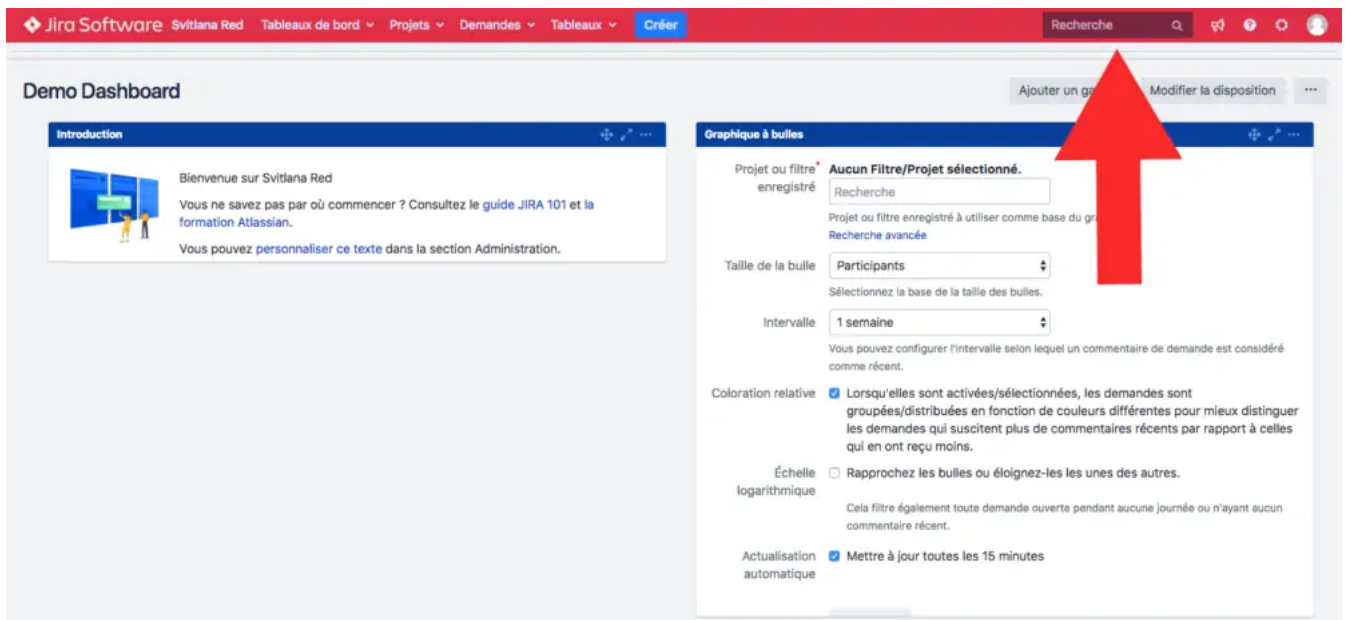 Jira Software Svitlana Red Tableaux de bord Projets Demandes Tableaux Créer Recherche
Demo Dashboard
Ajouter un Modifier la disposition ...
Introduction
Bienvenue sur Svitlana Red
Vous ne savez pas par où commencer ? Consultez le guide JIRA 101 et la
formation Atlassian.
Vous pouvez personnaliser ce texte dans la section Administration.
Graphique à bulles
Projet ou filtre* Aucun Filtre/Projet sélectionné.
enregistré Recherche
Projet ou filtre enregistré à utiliser comme base du
Recherche avancée
Taille de la bulle Participants
Sélectionnez la base de la taille des bulles.
Intervalle 1 semaine
Vous pouvez configurer l'intervalle selon lequel un commentaire de demande est considéré
comme récent.
Coloration relative Lorsqu'elles sont activées/sélectionnées, les demandes sont
groupées/distribuées en fonction de couleurs différentes pour mieux distinguer
les demandes qui suscitent plus de commentaires récents par rapport à celles
qui en ont reçu moins.
Échelle Rapprochez les bulles ou éloignez-les les unes des autres.
logarithmique
Cela filtre également toute demande ouverte pendant aucune journée ou n'ayant aucun
commentaire récent.
Actualisation Mettre à jour toutes les 15 minutes
automatique